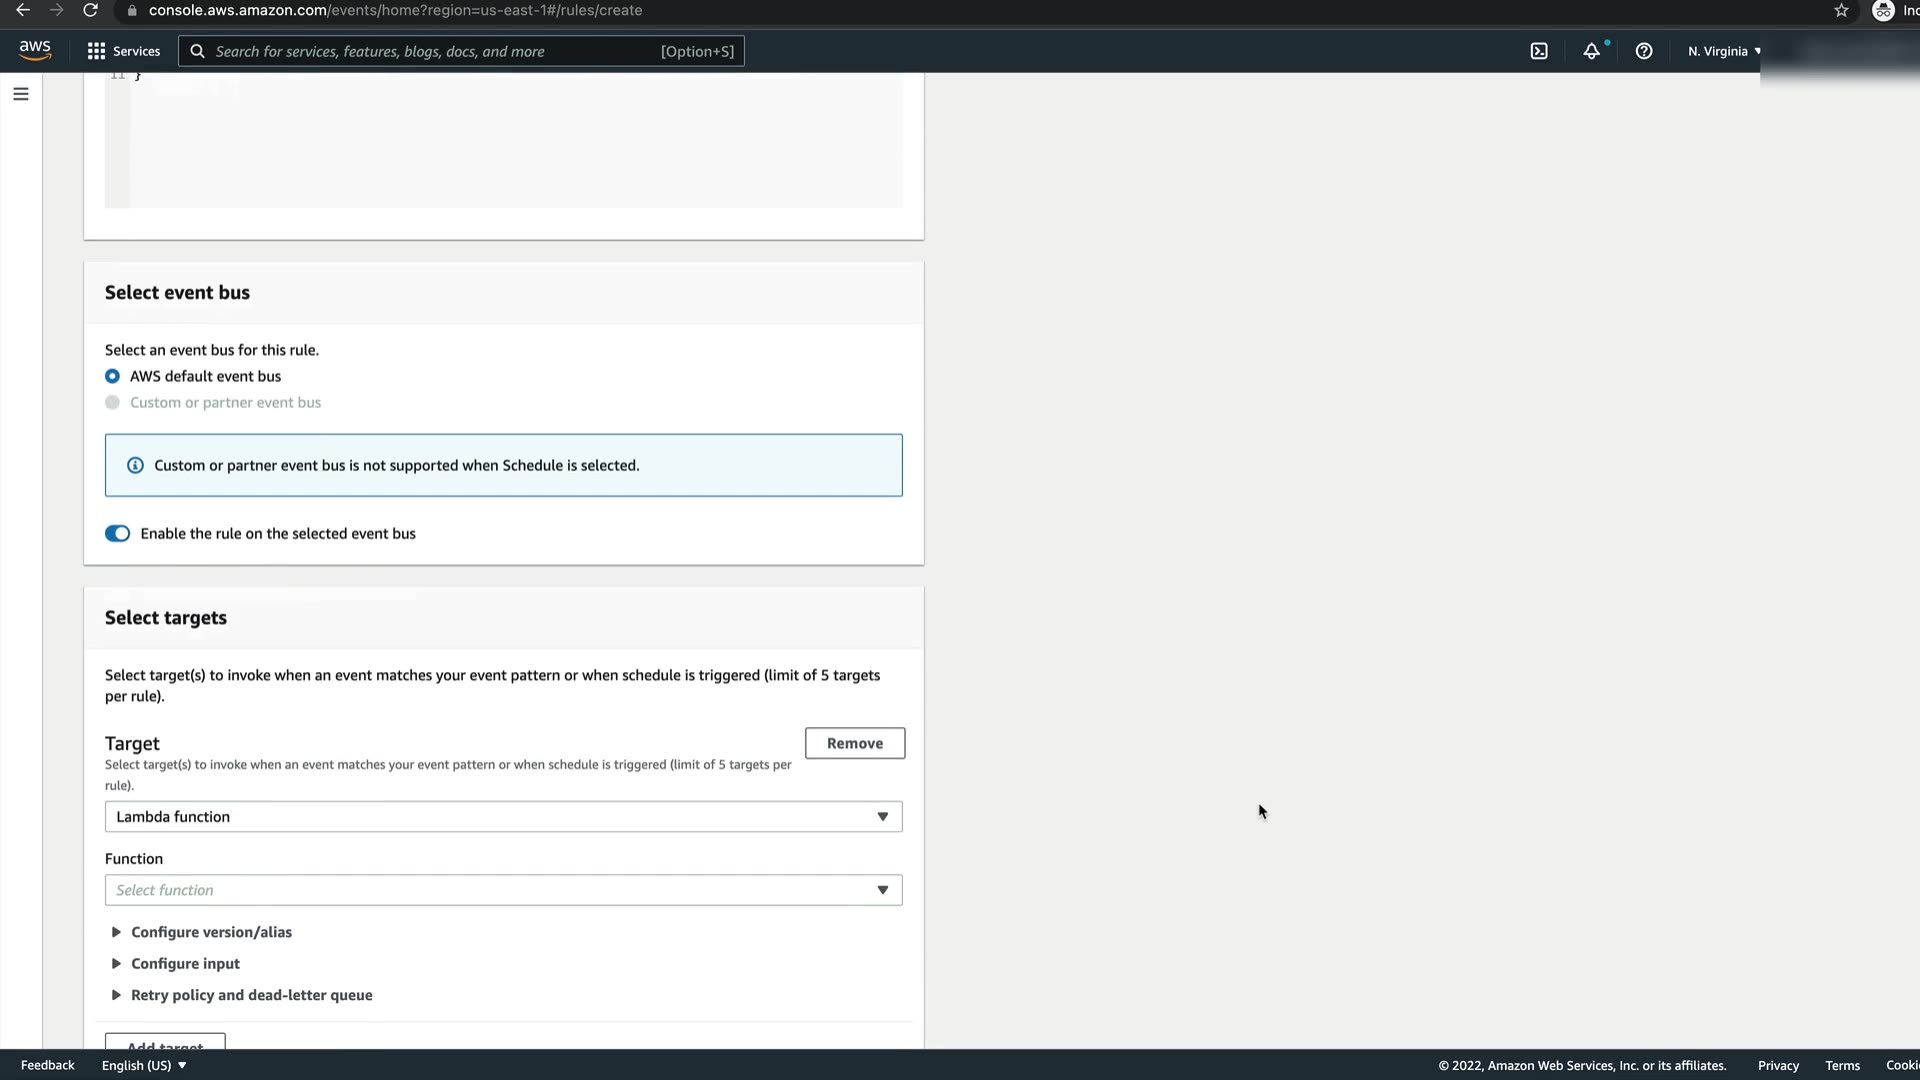 console.aws.amazon.com/events/home?region=us-east-1#/rules/create
aws
Services
Search for services, features, blogs, docs, and more
[Option+S]
N. Virginia
11 }
Select event bus
Select an event bus for this rule.
AWS default event bus
Custom or partner event bus
Custom or partner event bus is not supported when Schedule is selected.
Enable the rule on the selected event bus
Select targets
Select target(s) to invoke when an event matches your event pattern or when schedule is triggered (limit of 5 targets
per rule).
Target
Remove
Select target(s) to invoke when an event matches your event pattern or when schedule is triggered (limit of 5 targets per
rule).
Lambda function
Function
Select function
Configure version/alias
Configure input
Retry policy and dead-letter queue
Add target
Feedback
English (US)
© 2022, Amazon Web Services, Inc. or its affiliates.
Privacy
Terms